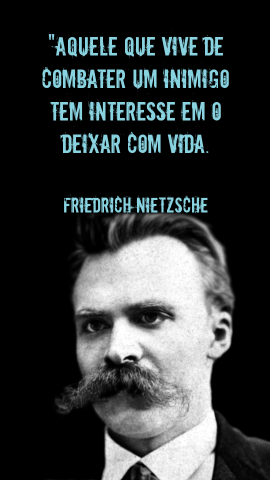 "AQUELE QUE VIVE DE
COMBATER UM INIMIGO
TEM INTERESSE EM O
DEIXAR COM VIDA.
FRIEDRICH NIETZSCHE